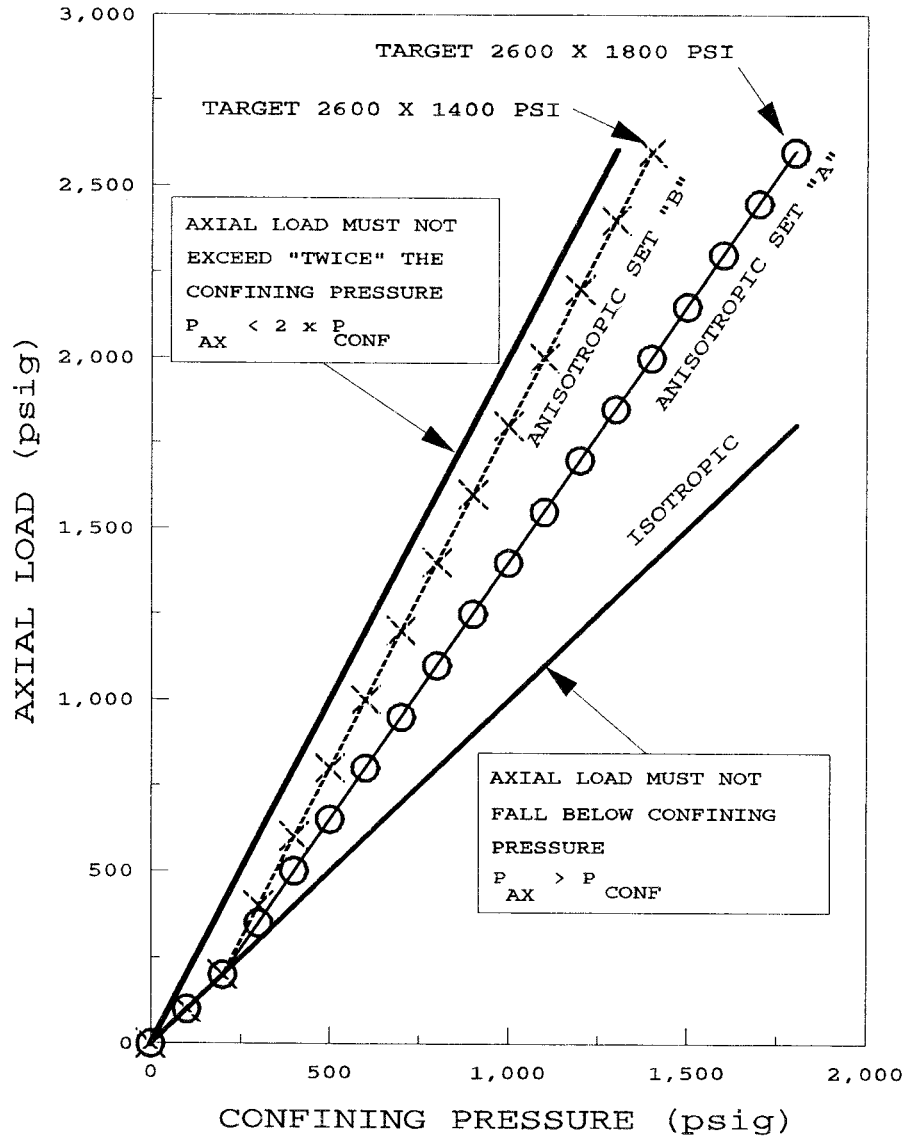 3,000
TARGET 2600 X 1800 PSI
TARGET 2600 X 1400 PSI
2,500
AXIAL LOAD MUST NOT
EXCEED "TWICE" THE
CONFINING PRESSURE
P AX < 2 x P CONF
ANISOTROPIC SET "B"
ANISOTROPIC SET "A"
2,000
ISOTROPIC
1,500
AXIAL LOAD (psig)
1,000
AXIAL LOAD MUST NOT
FALL BELOW CONFINING
PRESSURE
P AX > P CONF
500
0
0 500 1,000 1,500 2,000
CONFINING PRESSURE (psig)